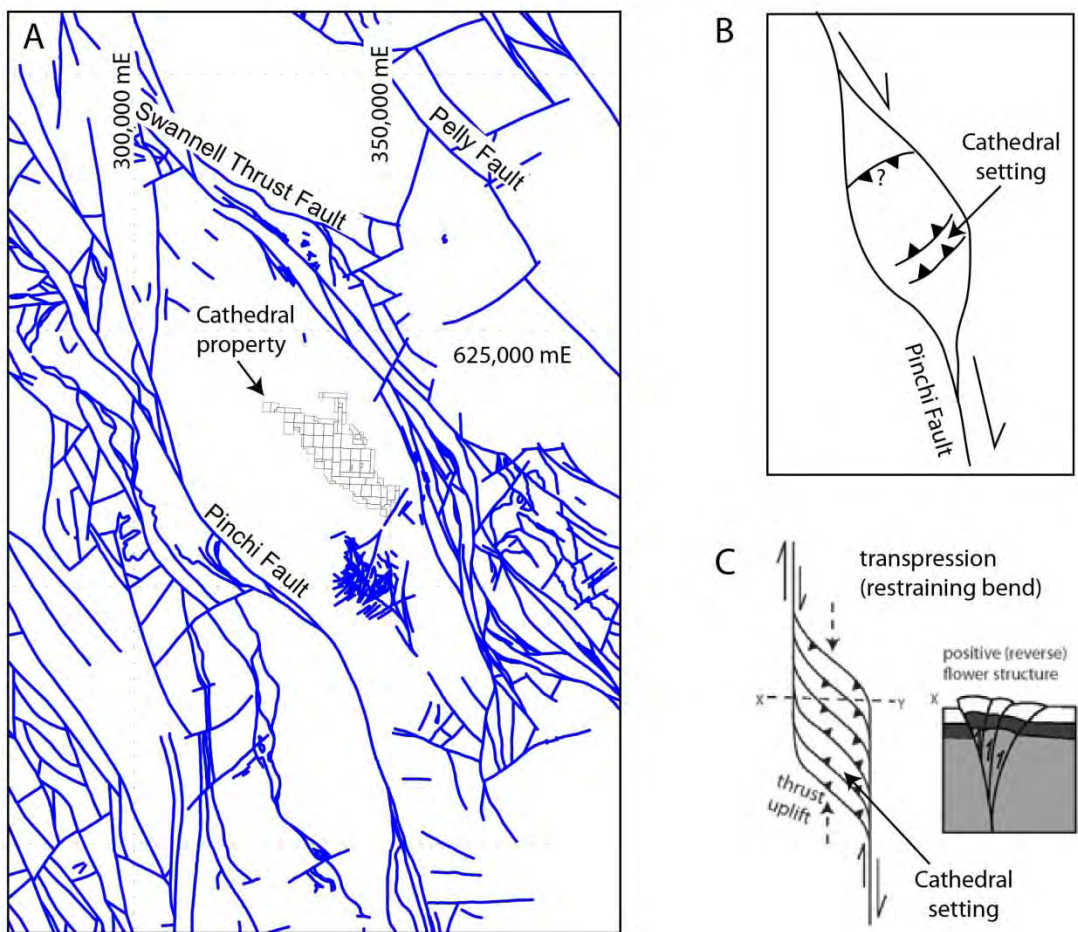 A
300,000 mE
350,000 mE
Swannell Thrust Fault
Pelly Fault
Cathedral
property
625,000 mE
Pinchi Fault
B
Cathedral
setting
?
Pinchi Fault
C
transpression
(restraining bend)
positive (reverse)
flower structure
X
Y
X
thrust
uplift
Cathedral
setting